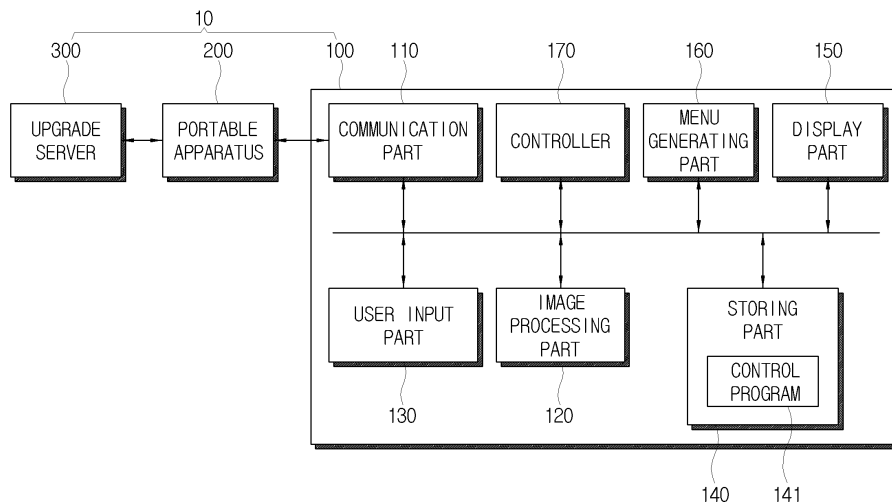 10
300
200
100
110
170
160
150
UPGRADE
SERVER
PORTABLE
APPARATUS
COMMUNICATION
PART
CONTROLLER
MENU
GENERATING
PART
DISPLAY
PART
USER INPUT
PART
IMAGE
PROCESSING
PART
STORING
PART
CONTROL
PROGRAM
130
120
140
141